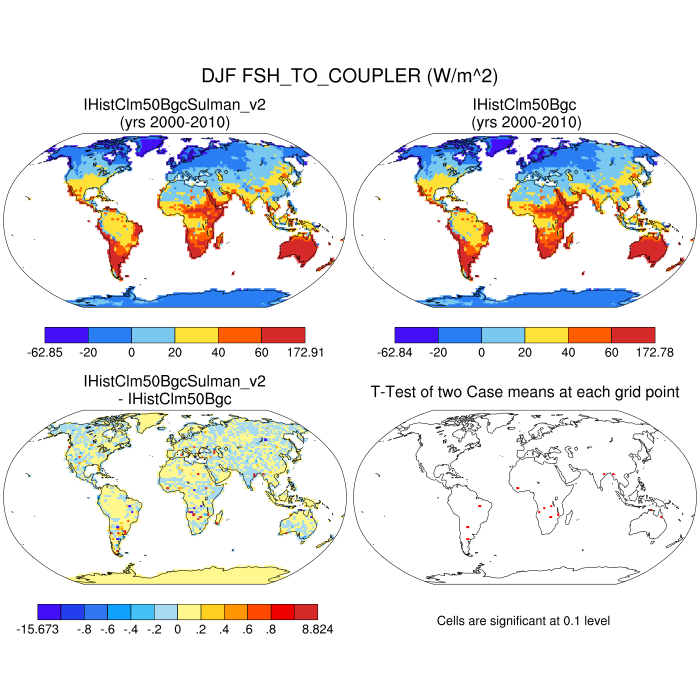 DJF FSH_TO_COUPLER (W/m^2)
IHistClm50BgcSulman_v2
(yrs 2000-2010)
IHistClm50Bgc
(yrs 2000-2010)
-62.85 -20 0 20 40 60 172.91
-62.84 -20 0 20 40 60 172.78
IHistClm50BgcSulman_v2
- IHistClm50Bgc
T-Test of two Case means at each grid point
-15.673 -.8 -.6 -.4 -.2 0 .2 .4 .6 .8 8.824
Cells are significant at 0.1 level